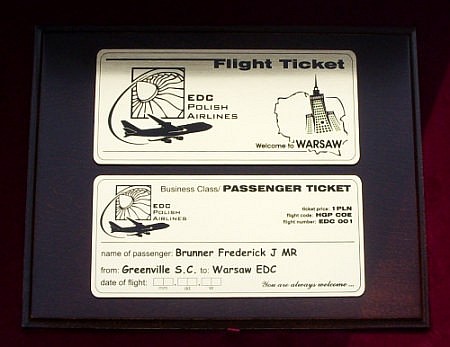 Flight Ticket
EDC
POLISH
AIRLINES
Welcome to WARSAW
Business Class/ PASSENGER TICKET
EDC
POLISH
AIRLINES
ticket price: 1PLN
flight code: HGP COE
flight number: EDC 001
name of passenger: Brunner Frederick J MR
from: Greenville S.C. to: Warsaw EDC
date of flight:
You are always welcome ...